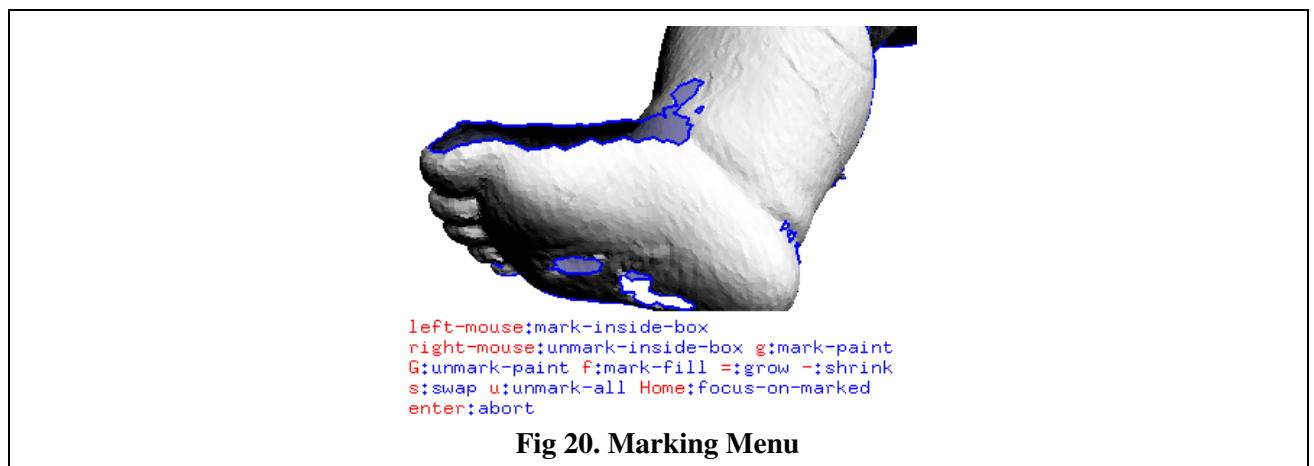 left-mouse:mark-inside-box
right-mouse:unmark-inside-box g:mark-paint
G:unmark-paint f:mark-fill =:grow -:shrink
s:swap u:unmark-all Home:focus-on-marked
enter:abort
Fig 20. Marking Menu